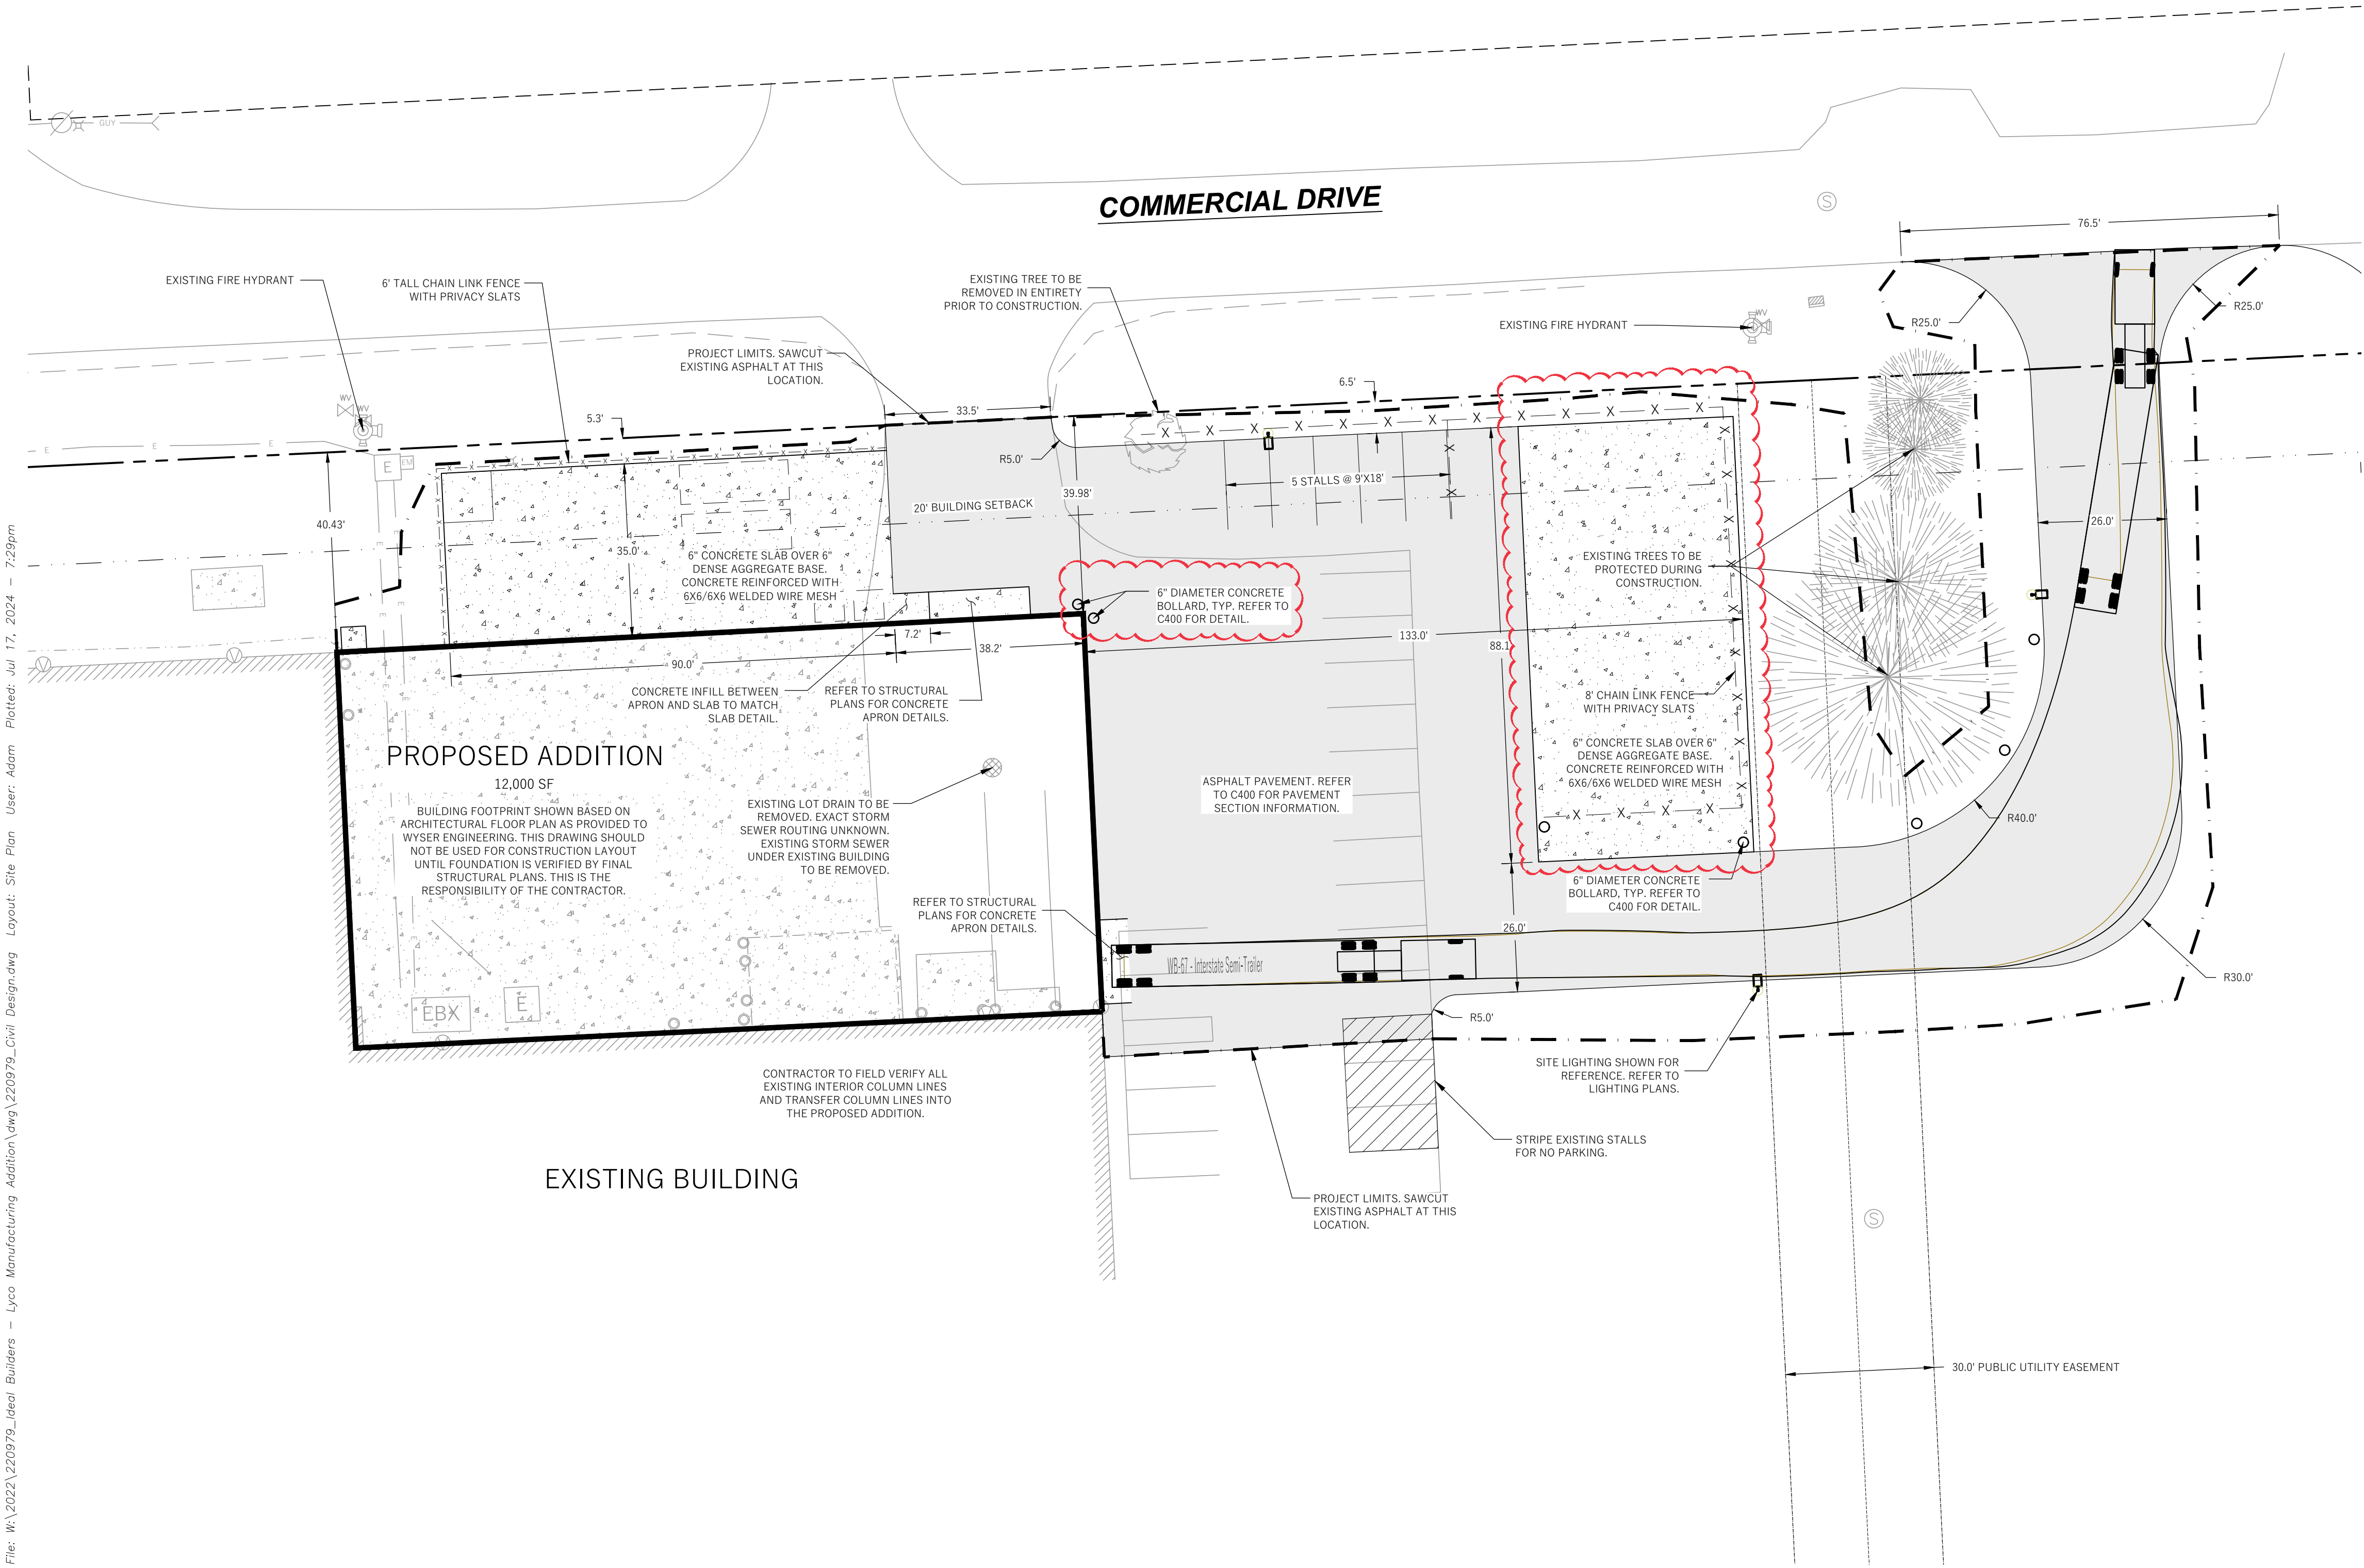 GUY
COMMERCIAL DRIVE
S
76.5'
EXISTING FIRE HYDRANT
6' TALL CHAIN LINK FENCE
WITH PRIVACY SLATS
EXISTING TREE TO BE
REMOVED IN ENTIRETY
PRIOR TO CONSTRUCTION.
EXISTING FIRE HYDRANT
WV
R25.0'
R25.0'
PROJECT LIMITS. SAWCUT
EXISTING ASPHALT AT THIS
LOCATION.
WV
WV
5.3'
33.5'
6.5'
R5.0'
E
E
E
E
EM
40.43'
35.0'
20' BUILDING SETBACK
39.98'
5 STALLS @ 9'X18'
26.0'
6" CONCRETE SLAB OVER 6"
DENSE AGGREGATE BASE.
CONCRETE REINFORCED WITH
6X6/6X6 WELDED WIRE MESH
EXISTING TREES TO BE
PROTECTED DURING
CONSTRUCTION.
6" DIAMETER CONCRETE
BOLLARD, TYP. REFER TO
C400 FOR DETAIL.
7.2'
38.2'
90.0'
133.0'
88.1'
CONCRETE INFILL BETWEEN
APRON AND SLAB TO MATCH
SLAB DETAIL.
REFER TO STRUCTURAL
PLANS FOR CONCRETE
APRON DETAILS.
8' CHAIN LINK FENCE
WITH PRIVACY SLATS
6" CONCRETE SLAB OVER 6"
DENSE AGGREGATE BASE.
CONCRETE REINFORCED WITH
6X6/6X6 WELDED WIRE MESH
PROPOSED ADDITION
12,000 SF
BUILDING FOOTPRINT SHOWN BASED ON
ARCHITECTURAL FLOOR PLAN AS PROVIDED TO
WYSER ENGINEERING. THIS DRAWING SHOULD
NOT BE USED FOR CONSTRUCTION LAYOUT
UNTIL FOUNDATION IS VERIFIED BY FINAL
STRUCTURAL PLANS. THIS IS THE
RESPONSIBILITY OF THE CONTRACTOR.
EXISTING LOT DRAIN TO BE
REMOVED. EXACT STORM
SEWER ROUTING UNKNOWN.
EXISTING STORM SEWER
UNDER EXISTING BUILDING
TO BE REMOVED.
ASPHALT PAVEMENT. REFER
TO C400 FOR PAVEMENT
SECTION INFORMATION.
R40.0'
6" DIAMETER CONCRETE
BOLLARD, TYP. REFER TO
C400 FOR DETAIL.
REFER TO STRUCTURAL
PLANS FOR CONCRETE
APRON DETAILS.
26.0'
WB-67 - Interstate Semi-Trailer
R30.0'
EBX
E
R5.0'
SITE LIGHTING SHOWN FOR
REFERENCE. REFER TO
LIGHTING PLANS.
CONTRACTOR TO FIELD VERIFY ALL
EXISTING INTERIOR COLUMN LINES
AND TRANSFER COLUMN LINES INTO
THE PROPOSED ADDITION.
STRIPE EXISTING STALLS
FOR NO PARKING.
EXISTING BUILDING
PROJECT LIMITS. SAWCUT
EXISTING ASPHALT AT THIS
LOCATION.
S
30.0' PUBLIC UTILITY EASEMENT
File: W:\2022\220979_Ideal Builders - Lyco Manufacturing Addition\dwg\220979_Civil Design.dwg Layout: Site Plan User: Adam Plotted: Jul 17, 2024 - 7:29pm